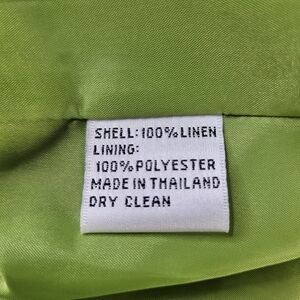 SHELL: 100% LINEN
LINING:
100% POLYESTER
MADE IN THAILAND
DRY CLEAN